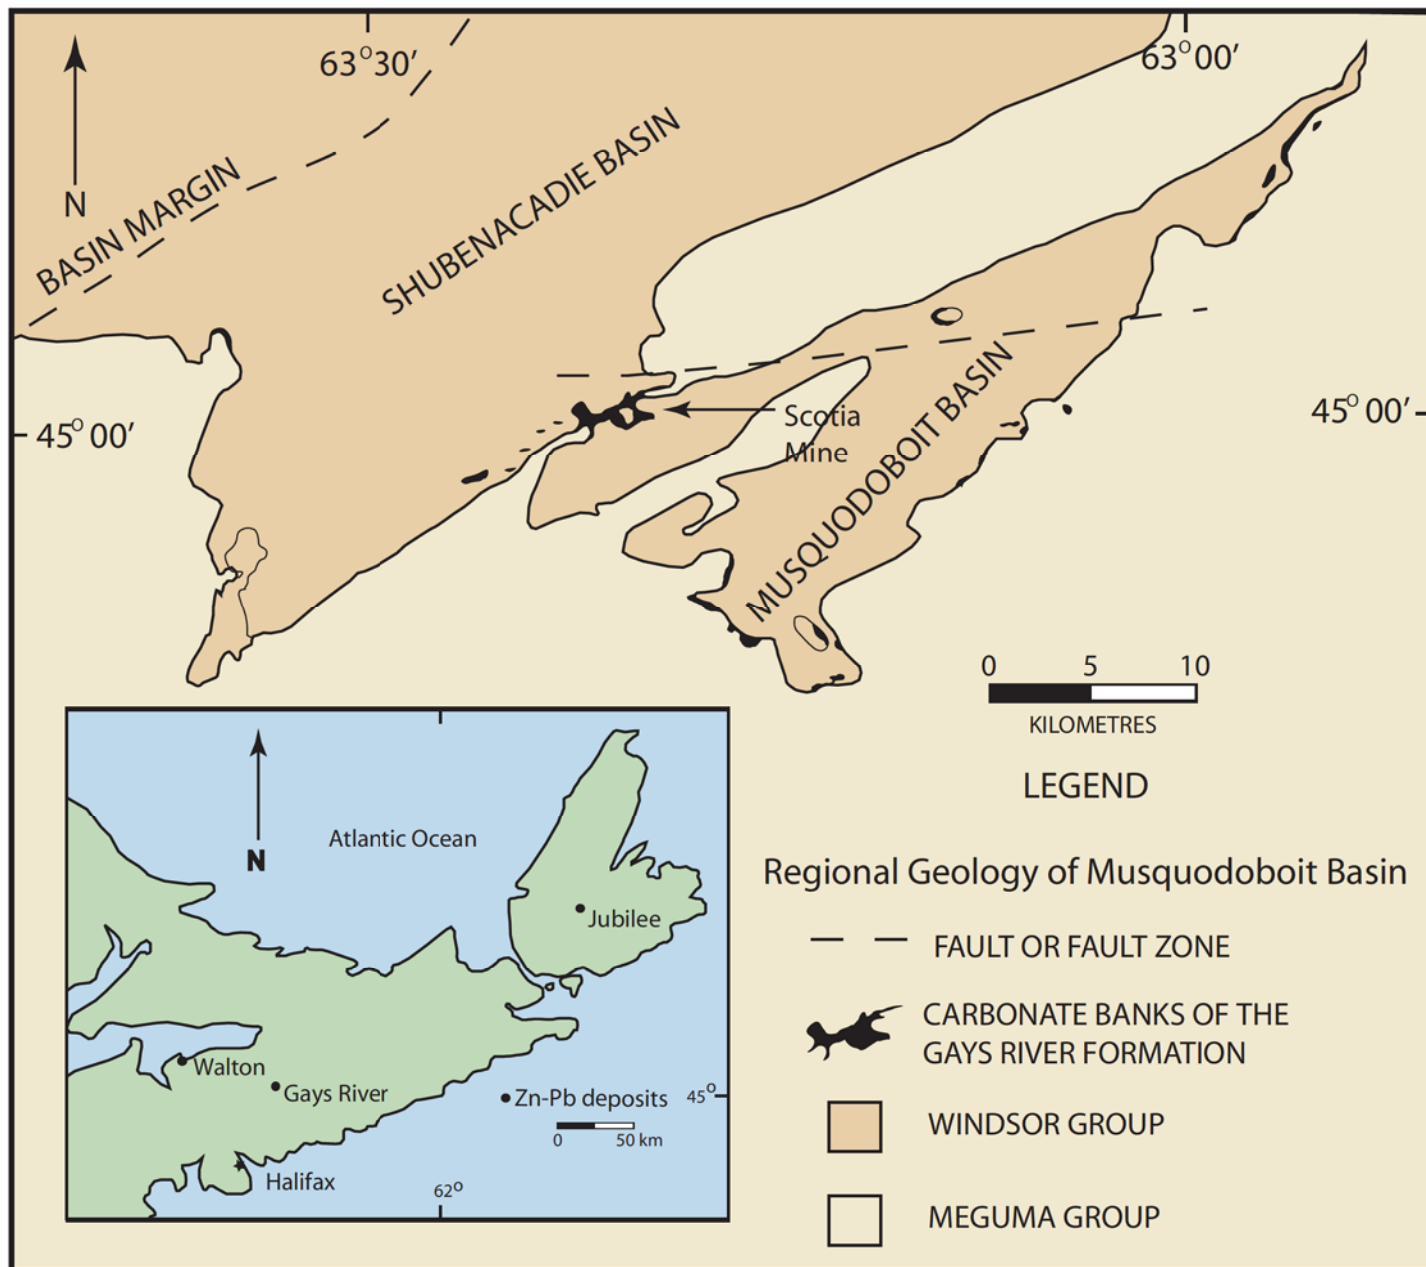 63° 30′
63° 00′
N
BASIN MARGIN
SHUBENACADIE BASIN
45° 00′
45° 00′
Scotia
Mine
MUSQUODOBOIT BASIN
0 5 10
KILOMETRES
LEGEND
Regional Geology of Musquodoboit Basin
FAULT OR FAULT ZONE
CARBONATE BANKS OF THE
GAYS RIVER FORMATION
WINDSOR GROUP
MEGUMA GROUP
N
Atlantic Ocean
Jubilee
Walton
Gays River
Zn-Pb deposits
45°
0 50 km
Halifax
62°